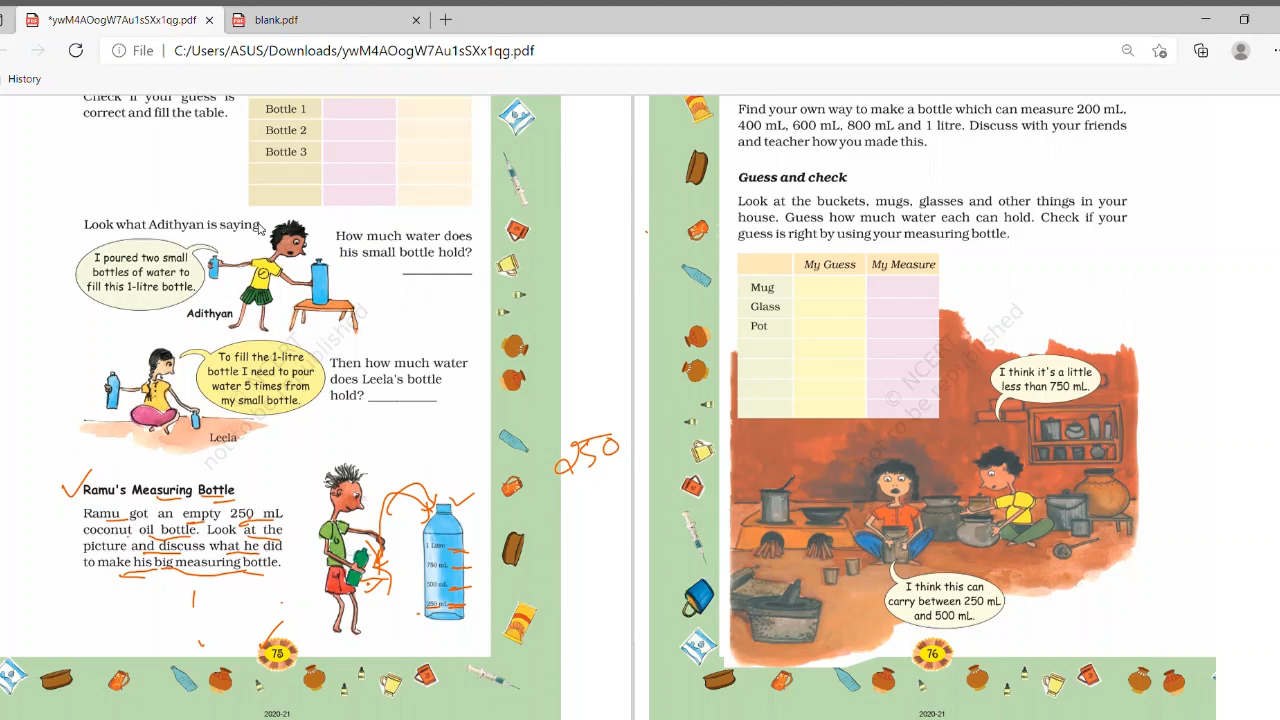 *ywM4AOogW7Au1sSXx1qg.pdf
blank.pdf
File
C:/Users/ASUS/Downloads/ywM4AOogW7Au1sSXx1qg.pdf
History
Check if your guess is
correct and fill the table.
Bottle 1
Bottle 2
Bottle 3
Look what Adithyan is saying
I poured two small
bottles of water to
fill this 1-litre bottle.
Adithyan
How much water does
his small bottle hold?
To fill the 1-litre
bottle I need to pour
water 5 times from
my small bottle.
Leela
Then how much water
does Leela's bottle
hold?
Ramu's Measuring Bottle
Ramu got an empty 250 mL
coconut oil bottle. Look at the
picture and discuss what he did
to make his big measuring bottle.
1 Litre
750 mL
500 mL
250 mL
250
75
2020-21
Find your own way to make a bottle which can measure 200 mL,
400 mL, 600 mL, 800 mL and 1 litre. Discuss with your friends
and teacher how you made this.
Guess and check
Look at the buckets, mugs, glasses and other things in your
house. Guess how much water each can hold. Check if your
guess is right by using your measuring bottle.
My Guess My Measure
Mug
Glass
Pot
I think it's a little
less than 750 mL.
I think this can
carry between 250 mL
and 500 mL.
© NCERT
not to be republished
76
2020-21